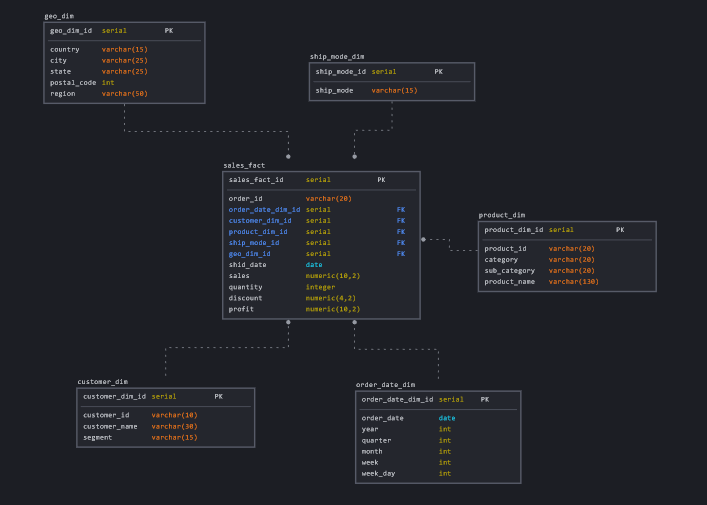 geo_dim
geo_dim_id serial PK
country varchar(15)
city varchar(25)
state varchar(25)
postal_code int
region varchar(50)
ship_mode_dim
ship_mode_id serial PK
ship_mode varchar(15)
sales_fact
sales_fact_id serial PK
order_id varchar(20)
order_date_dim_id serial FK
customer_dim_id serial FK
product_dim_id serial FK
ship_mode_id serial FK
geo_dim_id serial FK
shid_date date
sales mumeric(10,2)
quantity integer
discount mumeric(4,2)
profit mumeric(10,2)
product_dim
product_dim_id serial PK
product_id varchar(20)
category varchar(20)
sub_category varchar(20)
product_name varchar(130)
customer_dim
customer_dim_id serial PK
customer_id varchar(10)
customer_name varchar(30)
segment varchar(15)
order_date_dim
order_date_dim_id serial PK
order_date date
year int
quarter int
month int
week int
week_day int